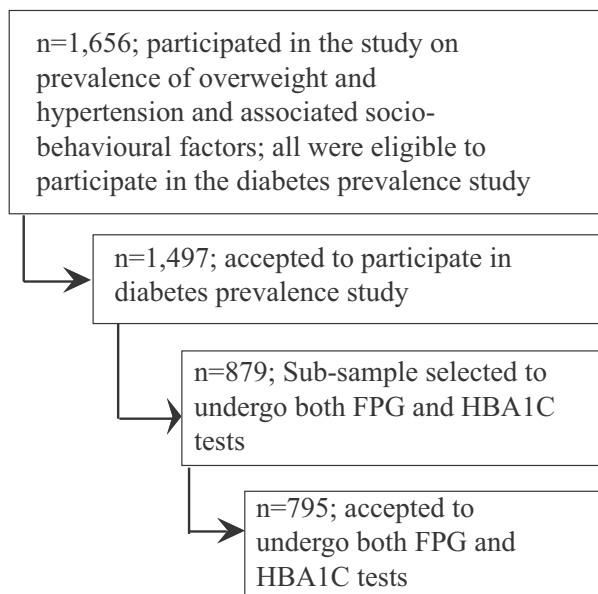 n=1,656; participated in the study on
prevalence of overweight and
hypertension and associated socio-
behavioural factors; all were eligible to
participate in the diabetes prevalence study
n=1,497; accepted to participate in
diabetes prevalence study
n=879; Sub-sample selected to
undergo both FPG and HBA1C
tests
n=795; accepted to
undergo both FPG and
HBA1C tests